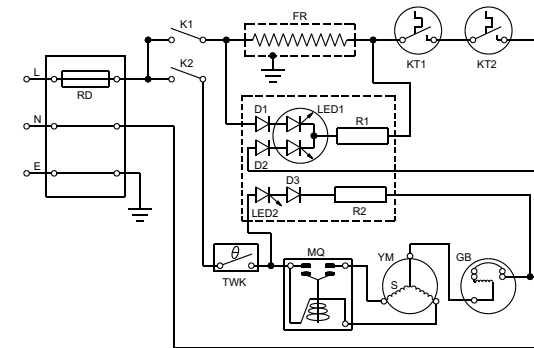 FR
K1
KT1
KT2
K2
L
RD
D1
LED1
R1
N
D2
E
D3
LED2
R2
θ
TWK
MQ
YM
S
GB